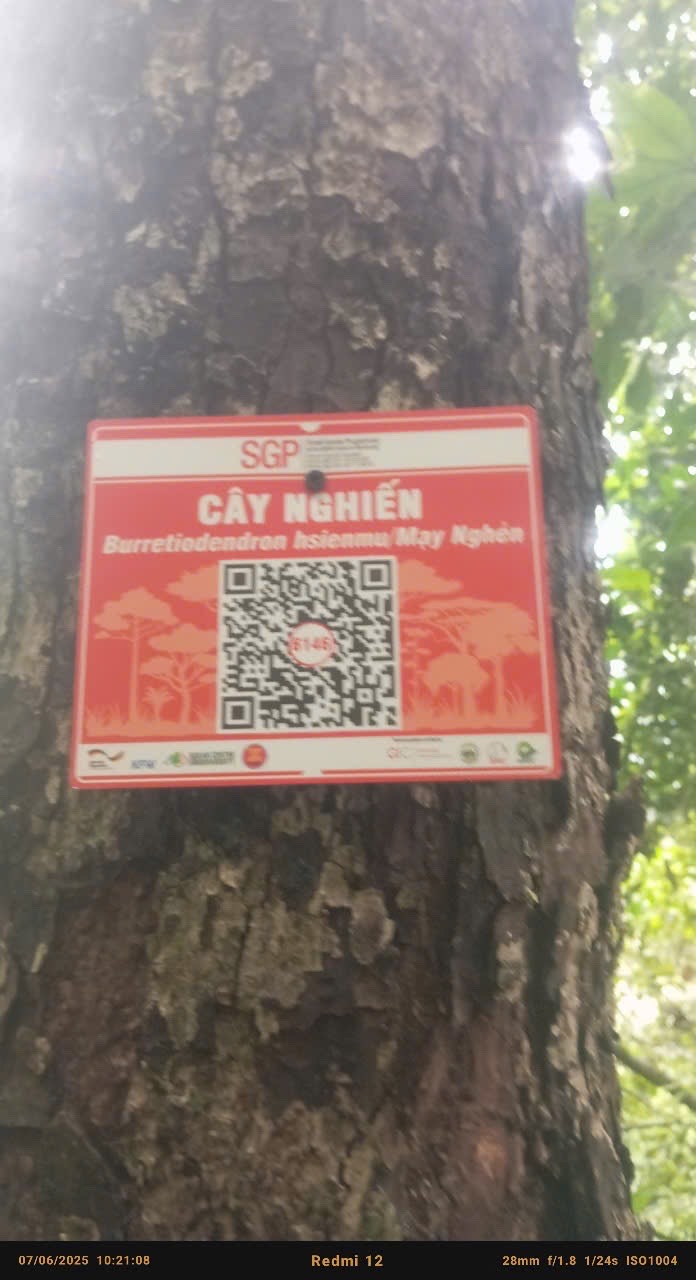 SGP
CÂY NGHIẾN
Burretiodendron hsienmu/Mạy Nghèn
6146
KFW
07/06/2025 10:21:08
Redmi 12
28mm f/1.8 1/24s ISO1004